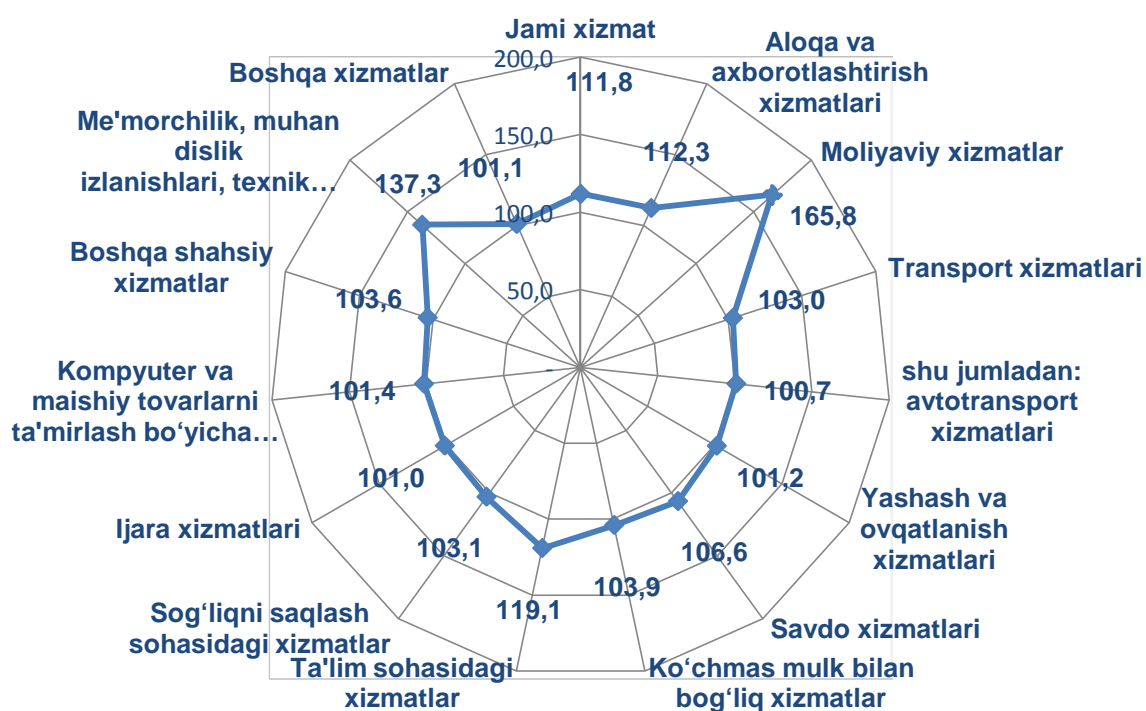 Jami xizmat
200,0
111,8
Aloqa va
axborotlashtirish
xizmatlari
112,3
Moliyaviy xizmatlar
165,8
Transport xizmatlari
103,0
shu jumladan:
avtotransport
xizmatlari
100,7
Yashash va
ovqatlanish
xizmatlari
101,2
Savdo xizmatlari
106,6
Ko‘chmas mulk bilan
bog‘liq xizmatlar
103,9
Ta'lim sohasidagi
xizmatlar
119,1
Sog‘liqni saqlash
sohasidagi xizmatlar
103,1
Ijara xizmatlari
101,0
Kompyuter va
maishiy tovarlarni
ta'mirlash bo‘yicha…
101,4
Boshqa shahsiy
xizmatlar
103,6
Me'morchilik, muhan
dislik
izlanishlari, texnik…
137,3
Boshqa xizmatlar
101,1
150,0
100,0
50,0
-